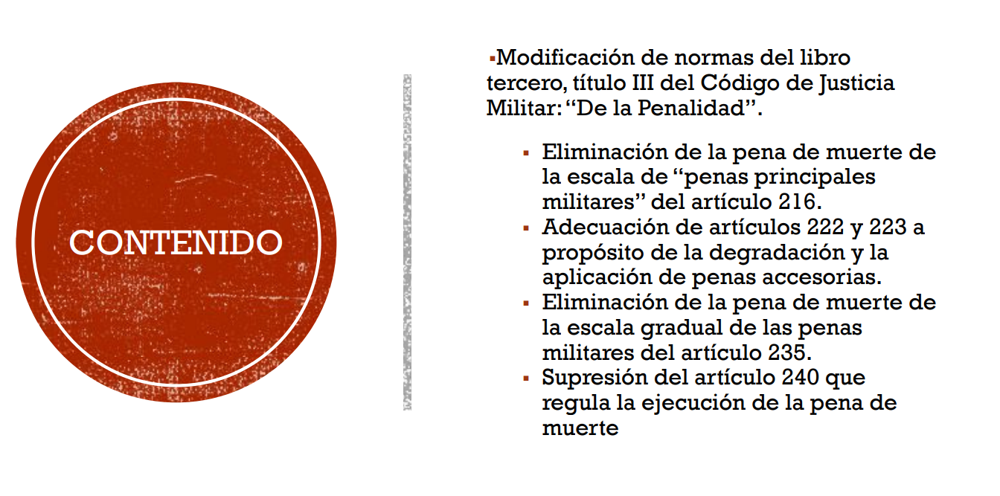 CONTENIDO
▪Modificación de normas del libro
tercero, título III del Código de Justicia
Militar: “De la Penalidad”.
▪ Eliminación de la pena de muerte de
la escala de “penas principales
militares” del artículo 216.
▪ Adecuación de artículos 222 y 223 a
propósito de la degradación y la
aplicación de penas accesorias.
▪ Eliminación de la pena de muerte de
la escala gradual de las penas
militares del artículo 235.
▪ Supresión del artículo 240 que
regula la ejecución de la pena de
muerte